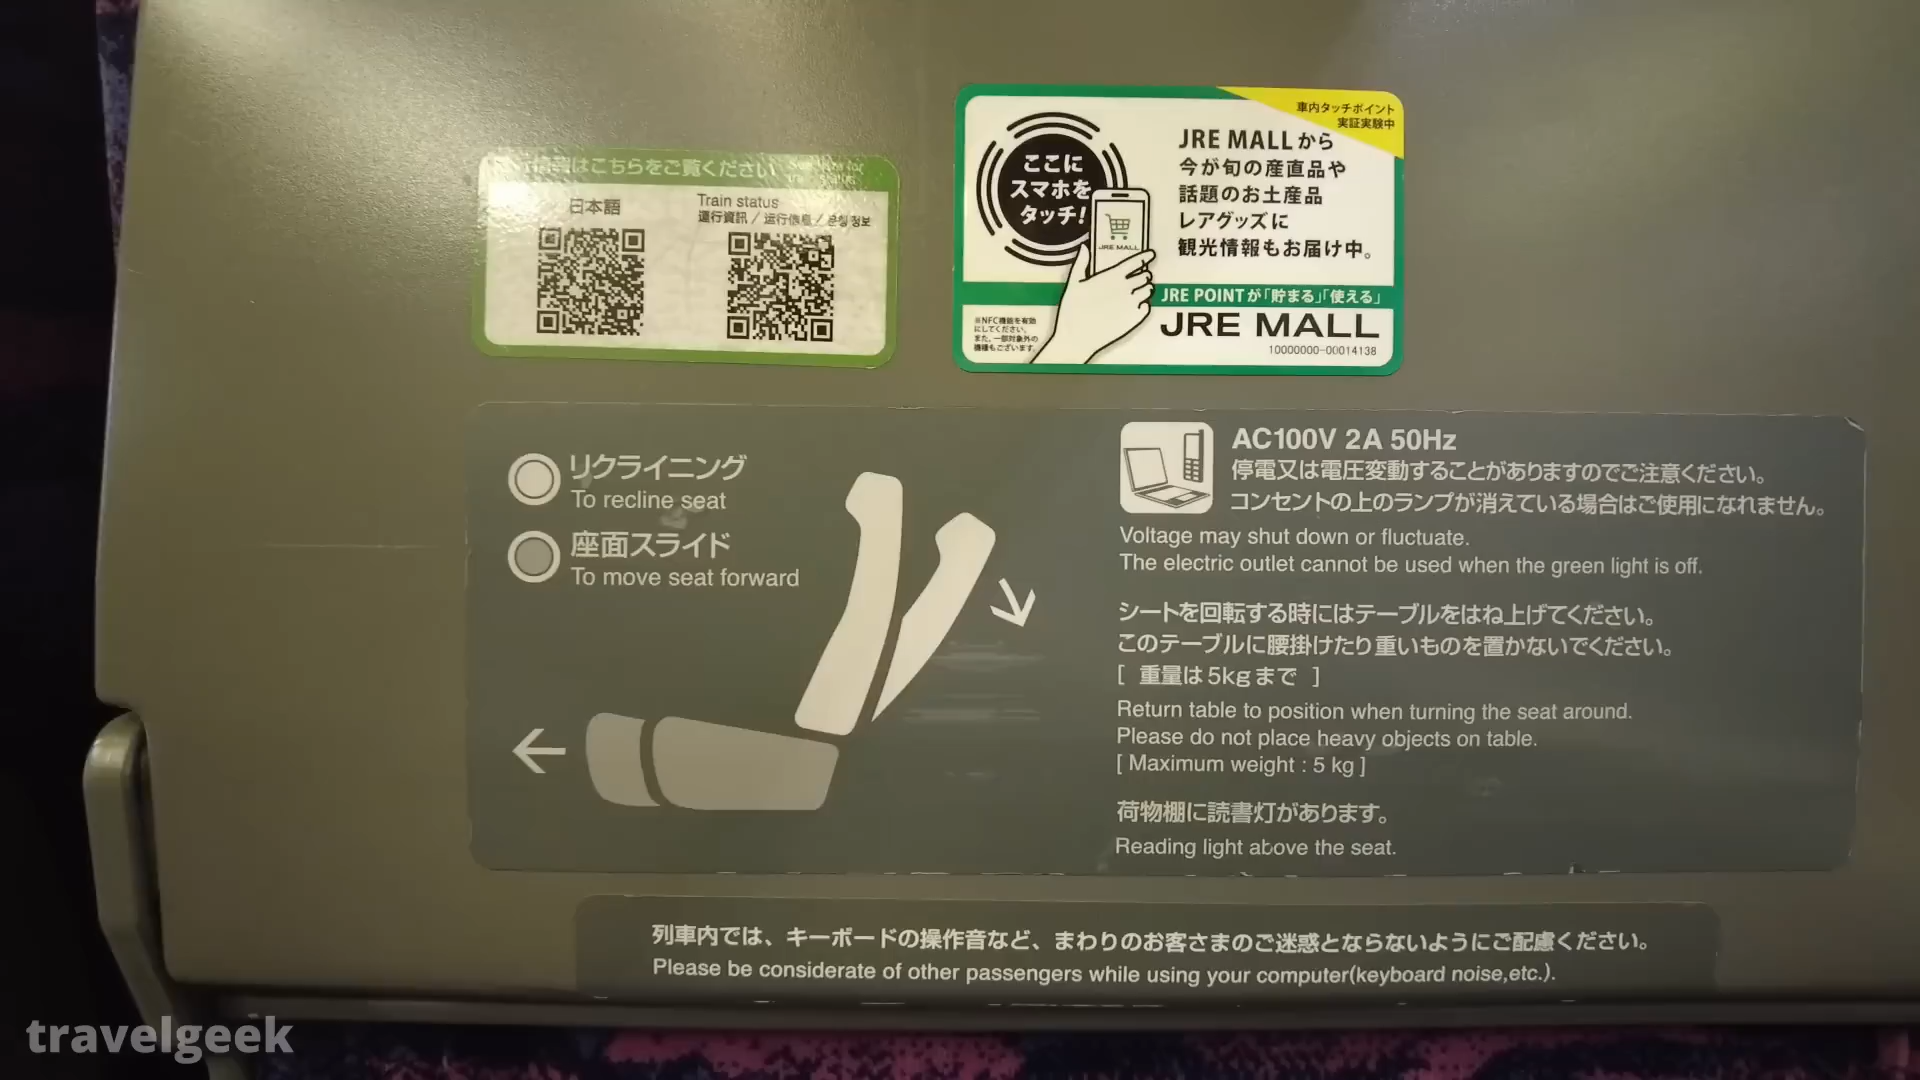 情報はこちらをご覧ください
日本語
Train status
運行資訊 / 运行信息 / 운행 정보
車内タッチポイント
実証実験中
ここに
スマホを
タッチ!
JRE MALL
JRE MALLから
今が旬の産直品や
話題のお土産品
レアグッズに
観光情報もお届け中。
JRE POINTが「貯まる」「使える」
JRE MALL
10000000-00014138
※NFC機能を有効
にしてください。
また、一部対象外の
機種もございます。
リクライニング
To recline seat
座面スライド
To move seat forward
AC100V 2A 50Hz
停電又は電圧変動することがありますのでご注意ください。
コンセントの上のランプが消えている場合はご使用になれません。
Voltage may shut down or fluctuate.
The electric outlet cannot be used when the green light is off.
シートを回転する時にはテーブルをはね上げてください。
このテーブルに腰掛けたり重いものを置かないでください。
[ 重量は5kgまで ]
Return table to position when turning the seat around.
Please do not place heavy objects on table.
[ Maximum weight : 5 kg ]
荷物棚に読書灯があります。
Reading light above the seat.
列車内では、キーボードの操作音など、まわりのお客さまのご迷惑とならないようにご配慮ください。
Please be considerate of other passengers while using your computer(keyboard noise,etc.).
travelgeek